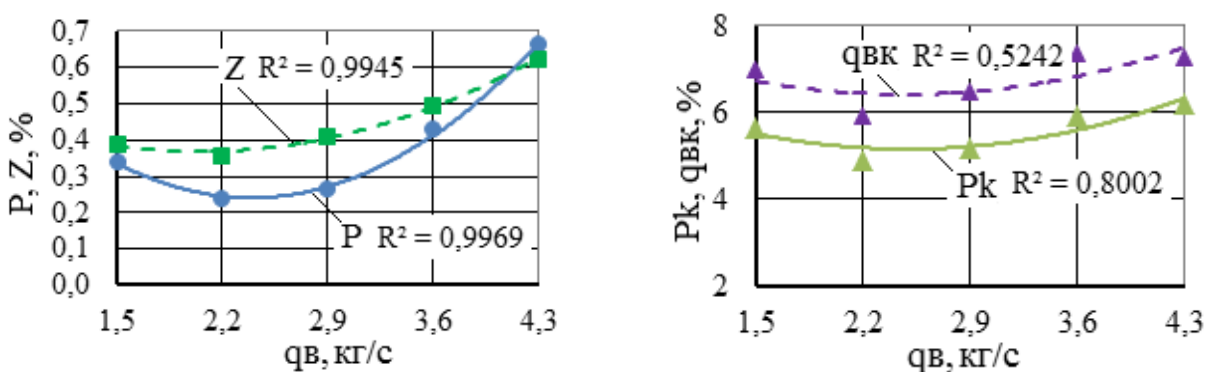 P, Z, %
0,7
0,6
0,5
0,4
0,3
0,2
0,1
0,0
Z R² = 0,9945
P R² = 0,9969
1,5 2,2 2,9 3,6 4,3
qв, кг/с
Pk, qвк, %
8
6
4
2
qвк R² = 0,5242
Pk R² = 0,8002
1,5 2,2 2,9 3,6 4,3
qв, кг/с